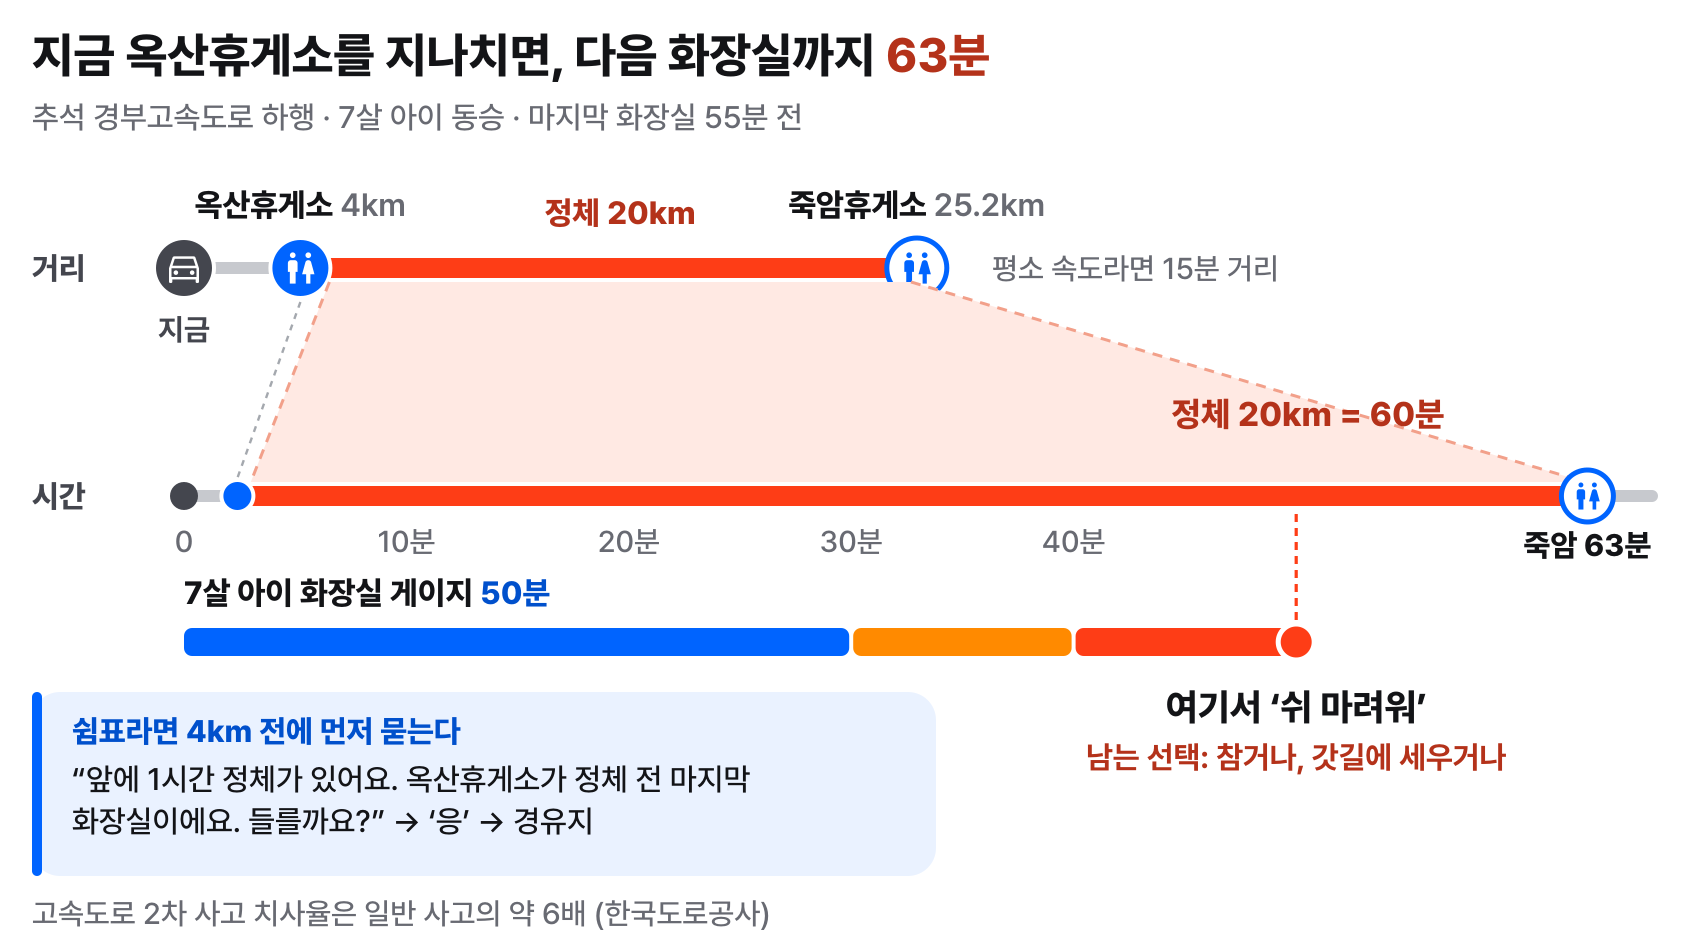 지금 옥산휴게소를 지나치면, 다음 화장실까지 63분
추석 경부고속도로 하행 · 7살 아이 동승 · 마지막 화장실 55분 전
옥산휴게소 4km
정체 20km
죽암휴게소 25.2km
거리
평소 속도라면 15분 거리
지금
정체 20km = 60분
시간
0
10분
20분
30분
40분
죽암 63분
7살 아이 화장실 게이지 50분
여기서 ‘쉬 마려워’
남는 선택: 참거나, 갓길에 세우거나
쉼표라면 4km 전에 먼저 묻는다
“앞에 1시간 정체가 있어요. 옥산휴게소가 정체 전 마지막
화장실이에요. 들를까요?” → ‘응’ → 경유지
고속도로 2차 사고 치사율은 일반 사고의 약 6배 (한국도로공사)